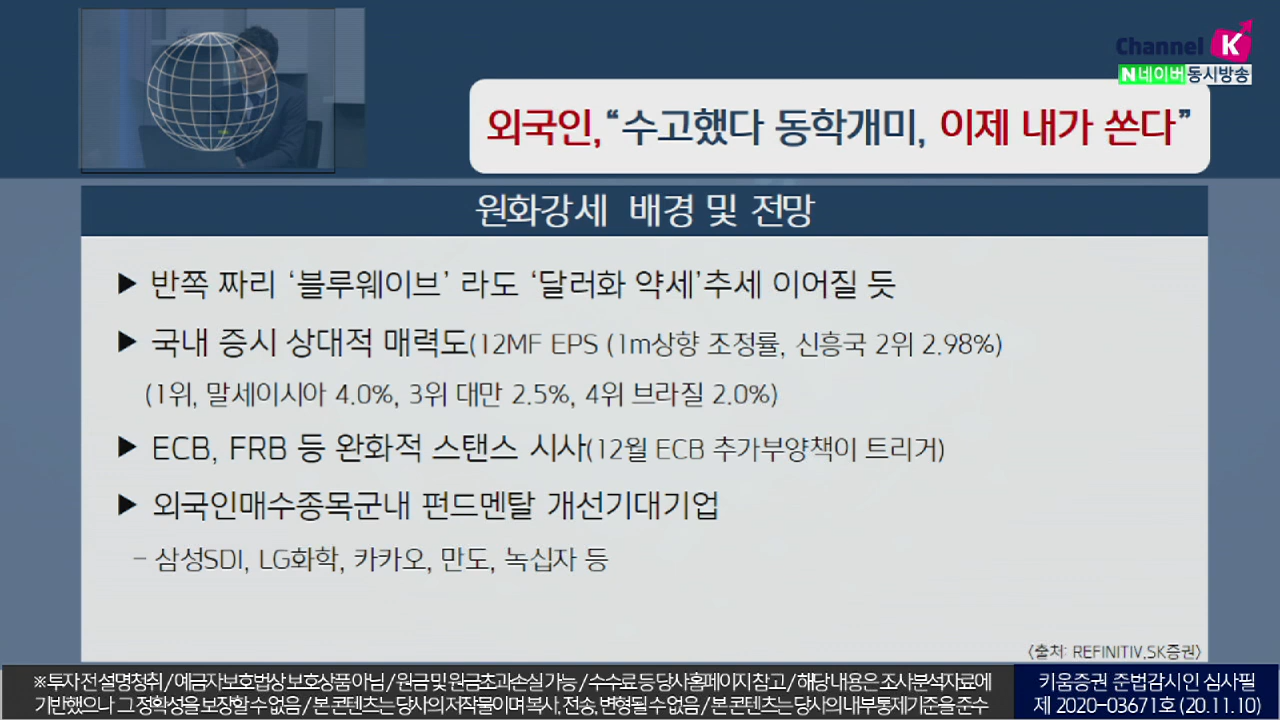 Channel K
N네이버동시방송
외국인, “수고했다 동학개미, 이제 내가 쏜다”
원화강세 배경 및 전망
▶ 반쪽 짜리 ‘블루웨이브’ 라도 ‘달러화 약세’추세 이어질 듯
▶ 국내 증시 상대적 매력도(12MF EPS (1m상향 조정률, 신흥국 2위 2.98%)
(1위, 말세이시아 4.0%, 3위 대만 2.5%, 4위 브라질 2.0%)
▶ ECB, FRB 등 완화적 스탠스 시사(12월 ECB 추가부양책이 트리거)
▶ 외국인매수종목군내 펀드멘탈 개선기대기업
- 삼성SDI, LG화학, 카카오, 만도, 녹십자 등
〈출처: REFINITIV,SK증권〉
※ 투자 전 설명청취 / 예금자보호법상 보호상품 아님 / 원금 및 원금초과손실 가능 / 수수료 등 당사홈페이지 참고 / 해당 내용은 조사분석자료에
기반했으나 그 정확성을 보장할 수 없음 / 본 콘텐츠는 당사의 저작물이며 복사, 전송, 변형될 수 없음 / 본 콘텐츠는 당사의 내부통제기준을 준수
키움증권 준법감시인 심사필
제 2020-03671호 (20.11.10)